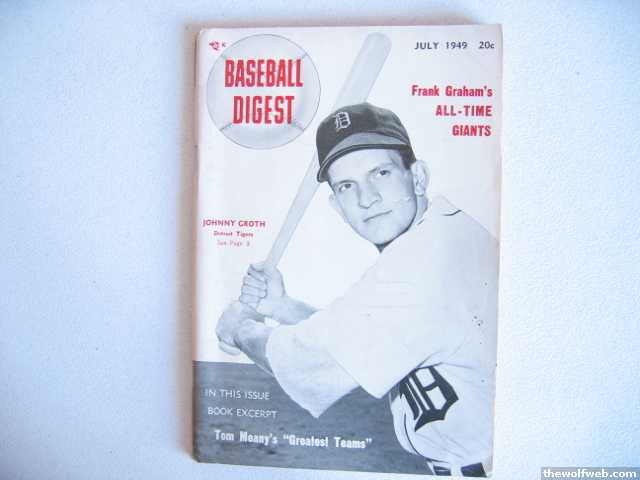 JULY 1949 20c
BASEBALL
DIGEST
Frank Graham's
ALL-TIME
GIANTS
JOHNNY GROTH
Detroit Tigers
See Page 3
D
D
IN THIS ISSUE
BOOK EXCERPT
Tom Meany's "Greatest Teams"
thewolfweb.com